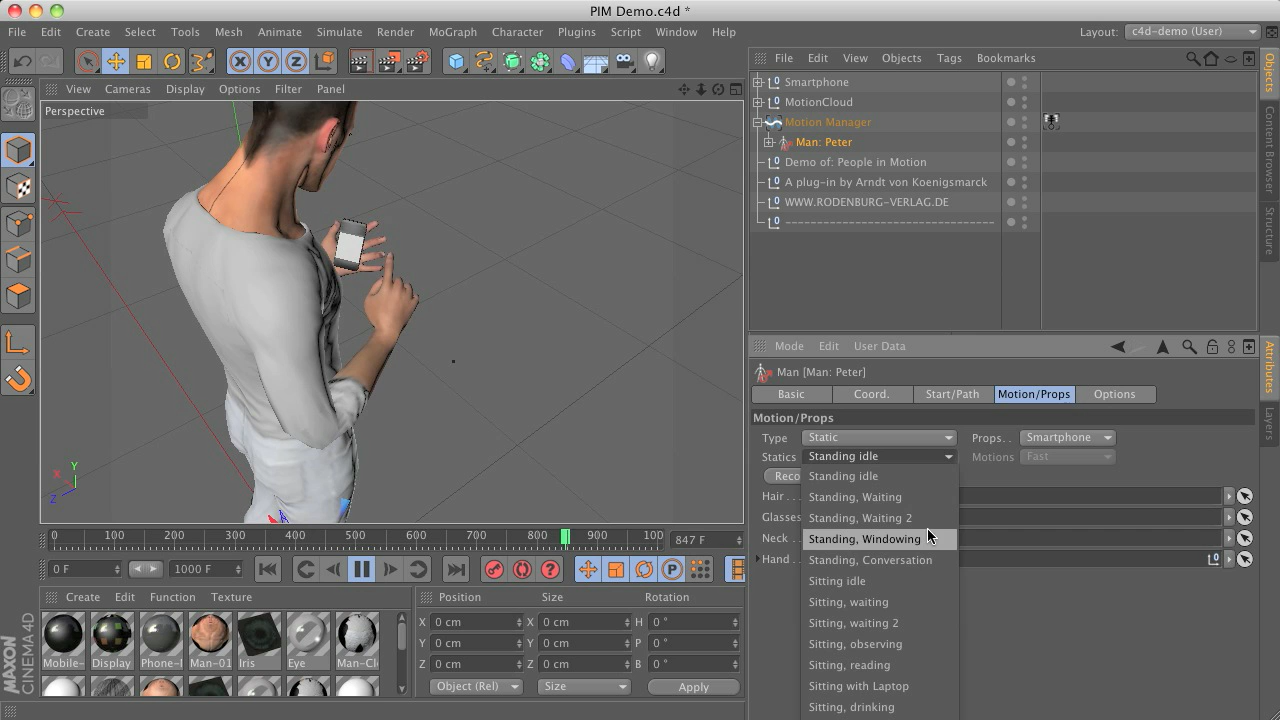 PIM Demo.c4d *
File Edit Create Select Tools Mesh Animate Simulate Render MoGraph Character Plugins Script Window Help Layout: c4d-demo (User)
View Cameras Display Options Filter Panel
Perspective
File Edit View Objects Tags Bookmarks
Smartphone
MotionCloud
Motion Manager
Man: Peter
Demo of: People in Motion
A plug-in by Arndt von Koenigsmarck
WWW.RODENBURG-VERLAG.DE
-----------------------------------
Objects
Content Browser
Structure
Mode Edit User Data
Man [Man: Peter]
Basic Coord. Start/Path Motion/Props Options
Motion/Props
Type Static Props. . Smartphone
Statics Standing idle Motions Fast
Reco
Hair . . .
Glasses
Neck . .
Hand . .
Standing idle
Standing, Waiting
Standing, Waiting 2
Standing, Windowing
Standing, Conversation
Sitting idle
Sitting, waiting
Sitting, waiting 2
Sitting, observing
Sitting, reading
Sitting with Laptop
Sitting, drinking
Attributes
Layers
X Y Z
Y
X
Z
0 100 200 300 400 500 600 700 800 900 100 847 F
0 F 1000 F
Create Edit Function Texture
Mobile- Display Phone-I Man-01 Iris Eye Man-Cl
Position Size Rotation
X 0 cm X 0 cm H 0 °
Y 0 cm Y 0 cm P 0 °
Z 0 cm Z 0 cm B 0 °
Object (Rel) Size Apply
MAXON
CINEMA 4D